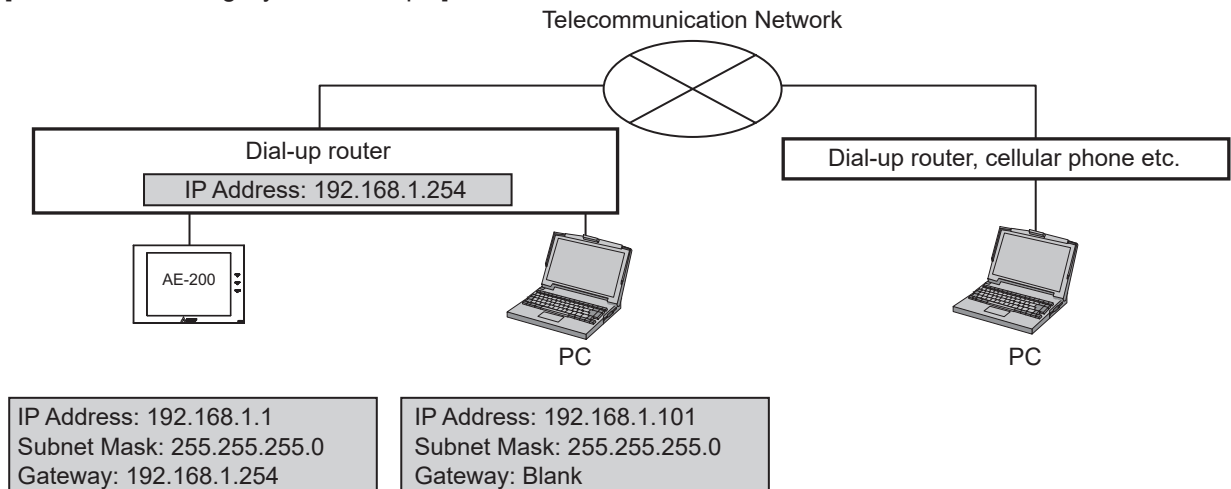 Telecommunication Network
Dial-up router
IP Address: 192.168.1.254
Dial-up router, cellular phone etc.
AE-200
PC
PC
IP Address: 192.168.1.1
Subnet Mask: 255.255.255.0
Gateway: 192.168.1.254
IP Address: 192.168.1.101
Subnet Mask: 255.255.255.0
Gateway: Blank